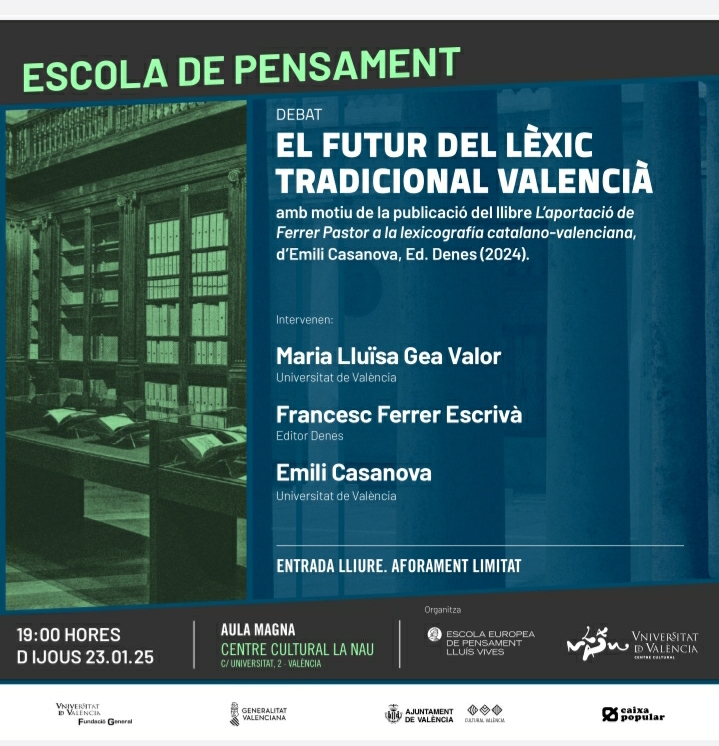 ESCOLA DE PENSAMENT
DEBAT
EL FUTUR DEL LÈXIC
TRADICIONAL VALENCIÀ
amb motiu de la publicació del llibre L'aportació de
Ferrer Pastor a la lexicografía catalano-valenciana,
d'Emili Casanova, Ed. Denes (2024).
Intervenen:
Maria Lluïsa Gea Valor
Universitat de València
Francesc Ferrer Escrivà
Editor Denes
Emili Casanova
Universitat de València
ENTRADA LLIURE. AFORAMENT LIMITAT
19:00 HORES
DIJOUS 23.01.25
AULA MAGNA
CENTRE CULTURAL LA NAU
C/ UNIVERSITAT, 2 · VALÈNCIA
Organitza
ESCOLA EUROPEA
DE PENSAMENT
LLUÍS VIVES
VNIVERSITAT
ID VALÈNCIA
CENTRE CULTURAL
VNIVERSITAT
ID VALÈNCIA
Fundació General
GENERALITAT
VALENCIANA
AJUNTAMENT
DE VALÈNCIA
CULTURAL VALÈNCIA
caixa
popular